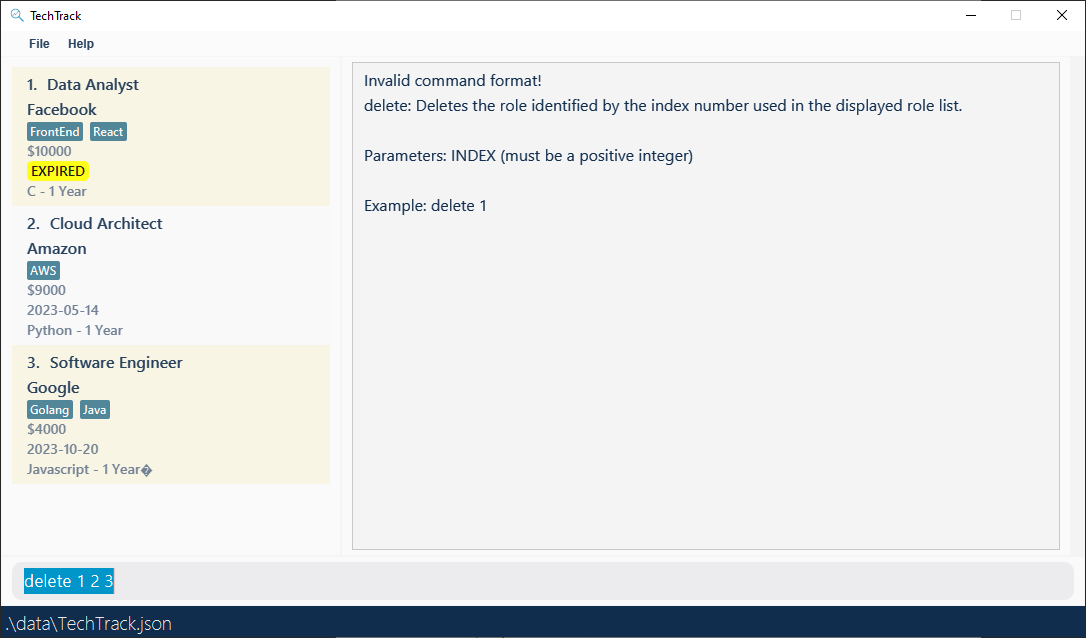 TechTrack
File Help
1. Data Analyst
Facebook
FrontEnd React
$10000
EXPIRED
C - 1 Year
2. Cloud Architect
Amazon
AWS
$9000
2023-05-14
Python - 1 Year
3. Software Engineer
Google
Golang Java
$4000
2023-10-20
Javascript - 1 Year�
Invalid command format!
delete: Deletes the role identified by the index number used in the displayed role list.
Parameters: INDEX (must be a positive integer)
Example: delete 1
delete 1 2 3
.\data\TechTrack.json